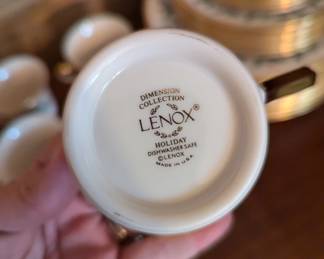 DIMENSION
COLLECTION
LENOX®
HOLIDAY
DISHWASHER SAFE
©LENOX
MADE IN U.S.A.